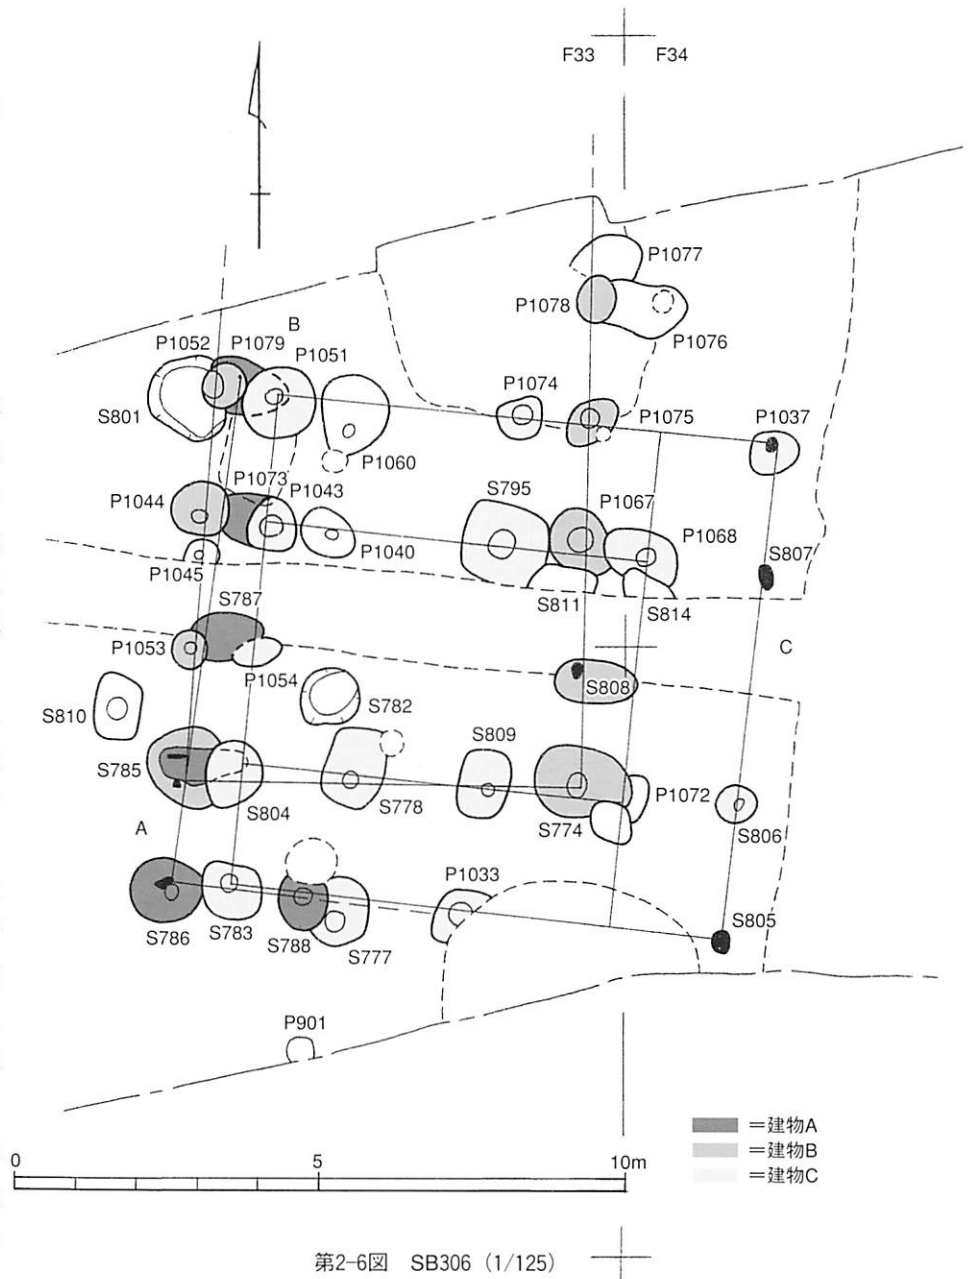 F33 F34
P1077
P1078
P1076
B
P1052 P1079 P1051
P1074
P1075 P1037
S801
P1060
P1073 P1043
S795
P1044
P1067
P1040
P1068
S807
P1045
S811
S814
S787
P1053
P1054
C
S808
S810
S782
S809
S785
P1072
S804
S778
S774
S806
A
P1033
S805
S786 S783 S788 S777
P901
＝建物A
＝建物B
＝建物C
0 5 10m
第2-6図 SB306（1/125）